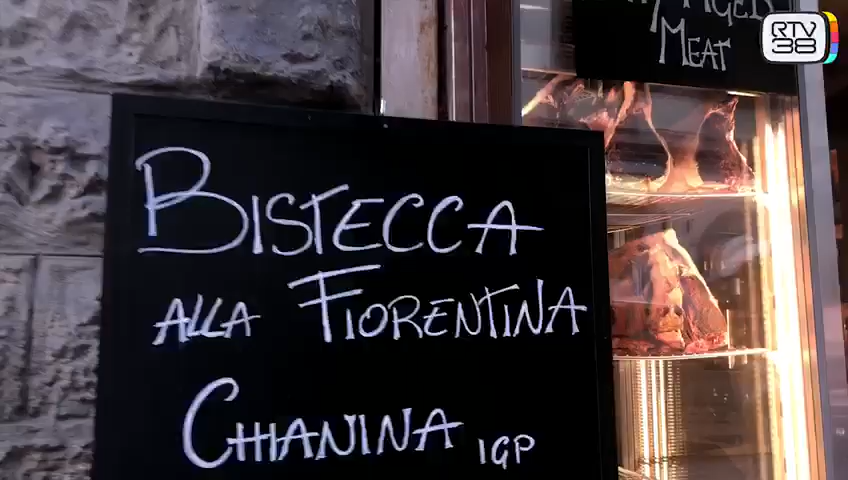 MEAT
RTV
38
BISTECCA
ALLA FIORENTINA
CHIANINA IGP